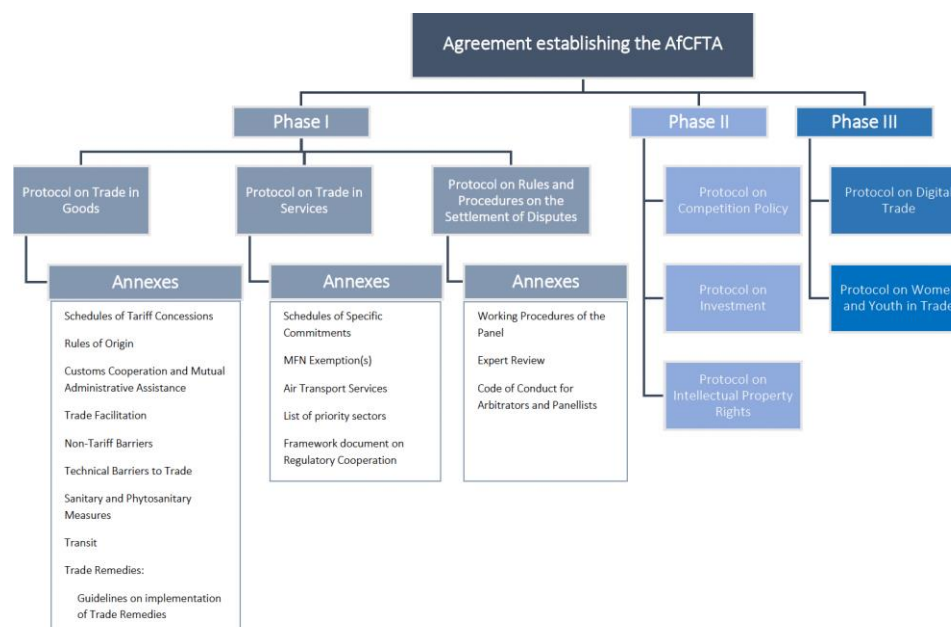 Agreement establishing the AfCFTA
Phase I
Phase II
Phase III
Protocol on Trade in
Goods
Protocol on Trade in
Services
Protocol on Rules and
Procedures on the
Settlement of Disputes
Protocol on
Competition Policy
Protocol on Digital
Trade
Annexes
Schedules of Tariff Concessions
Rules of Origin
Customs Cooperation and Mutual
Administrative Assistance
Trade Facilitation
Non-Tariff Barriers
Technical Barriers to Trade
Sanitary and Phytosanitary
Measures
Transit
Trade Remedies:
Guidelines on implementation
of Trade Remedies
Annexes
Schedules of Specific
Commitments
MFN Exemption(s)
Air Transport Services
List of priority sectors
Framework document on
Regulatory Cooperation
Annexes
Working Procedures of the
Panel
Expert Review
Code of Conduct for
Arbitrators and Panellists
Protocol on
Investment
Protocol on Women
and Youth in Trade
Protocol on
Intellectual Property
Rights